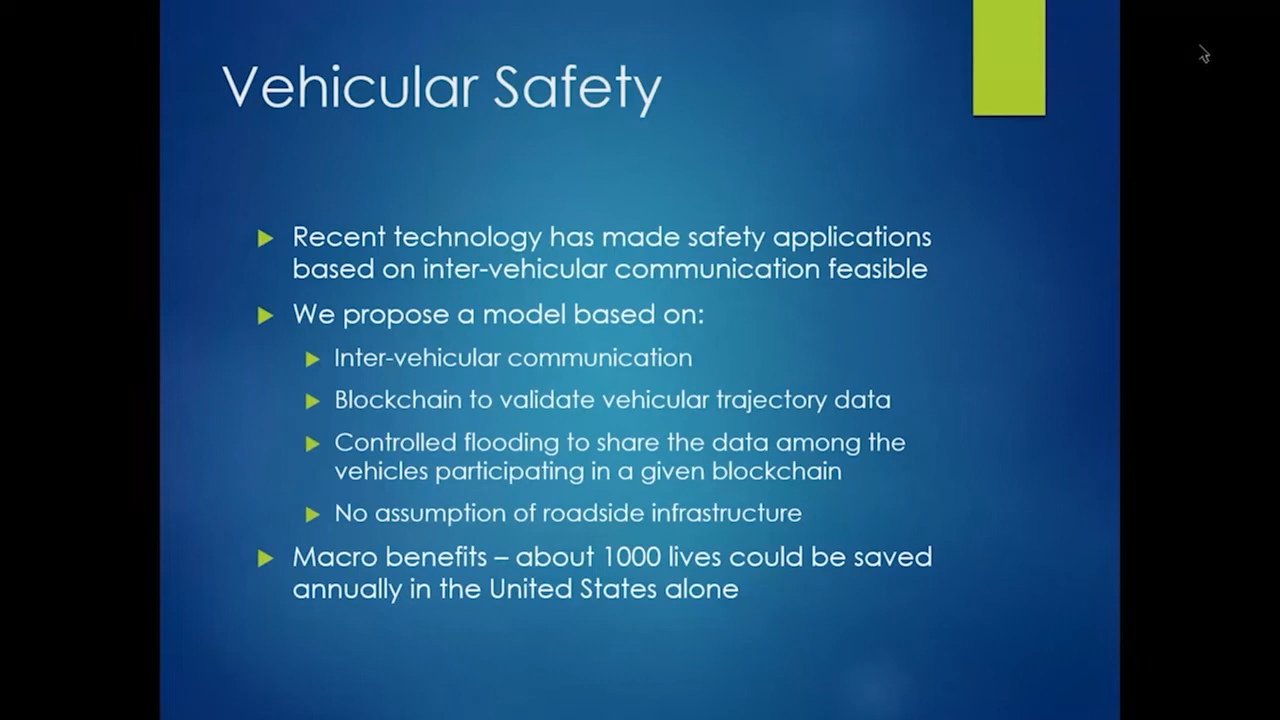 Vehicular Safety
Recent technology has made safety applications
based on inter-vehicular communication feasible
We propose a model based on:
Inter-vehicular communication
Blockchain to validate vehicular trajectory data
Controlled flooding to share the data among the
vehicles participating in a given blockchain
No assumption of roadside infrastructure
Macro benefits – about 1000 lives could be saved
annually in the United States alone